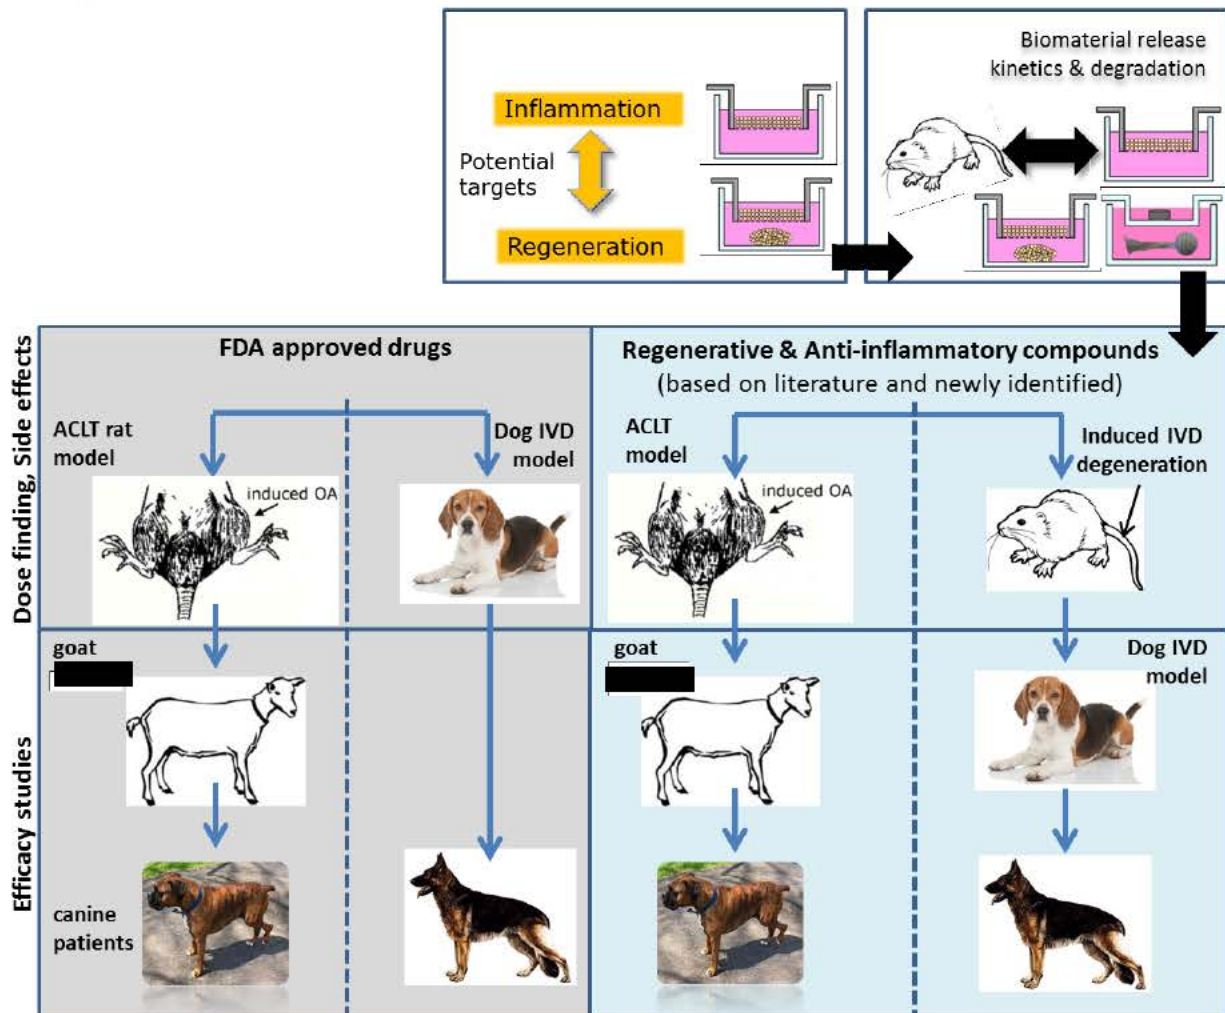 Inflammation
Potential
targets
Regeneration
Biomaterial release
kinetics & degradation
Dose finding, Side effects
Efficacy studies
FDA approved drugs
ACLT rat
model
induced OA
Dog IVD
model
goat
canine
patients
Regenerative & Anti-inflammatory compounds
(based on literature and newly identified)
ACLT
model
induced OA
Induced IVD
degeneration
goat
Dog IVD
model